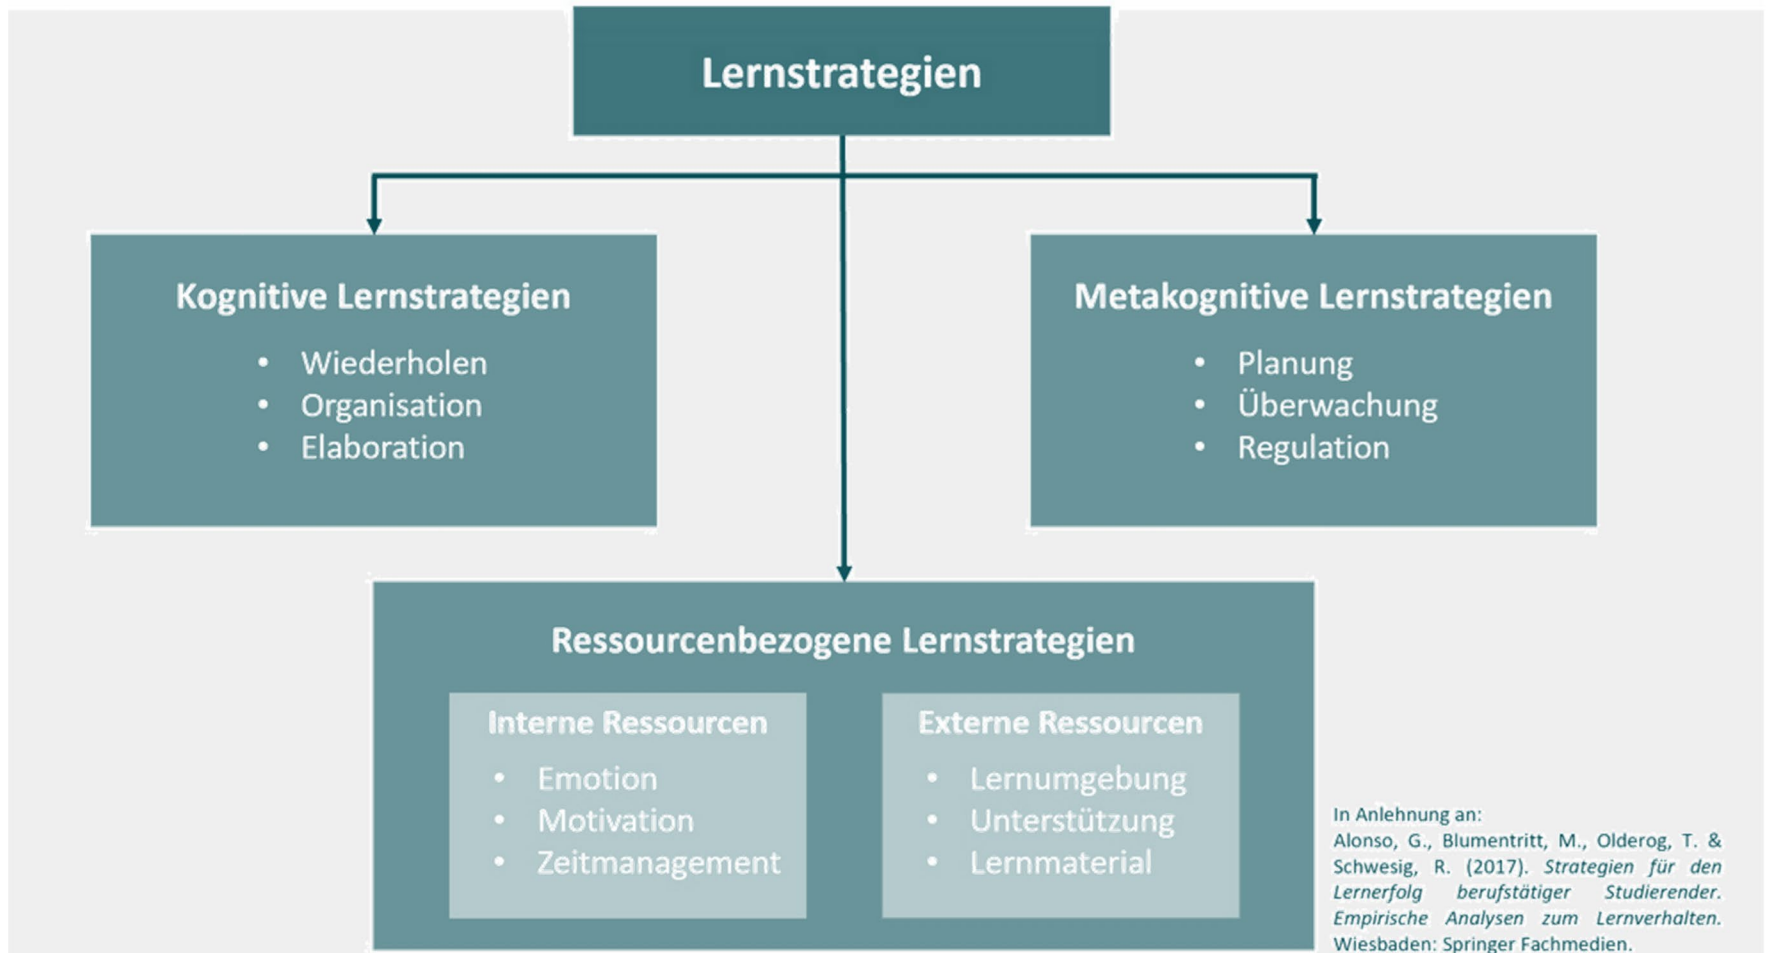 Lernstrategien
Kognitive Lernstrategien
• Wiederholen
• Organisation
• Elaboration
Metakognitive Lernstrategien
• Planung
• Überwachung
• Regulation
Ressourcenbezogene Lernstrategien
Interne Ressourcen
• Emotion
• Motivation
• Zeitmanagement
Externe Ressourcen
• Lernumgebung
• Unterstützung
• Lernmaterial
In Anlehnung an:
Alonso, G., Blumentritt, M., Olderog, T. &
Schwesig, R. (2017). Strategien für den
Lernerfolg berufstätiger Studierender.
Empirische Analysen zum Lernverhalten.
Wiesbaden: Springer Fachmedien.